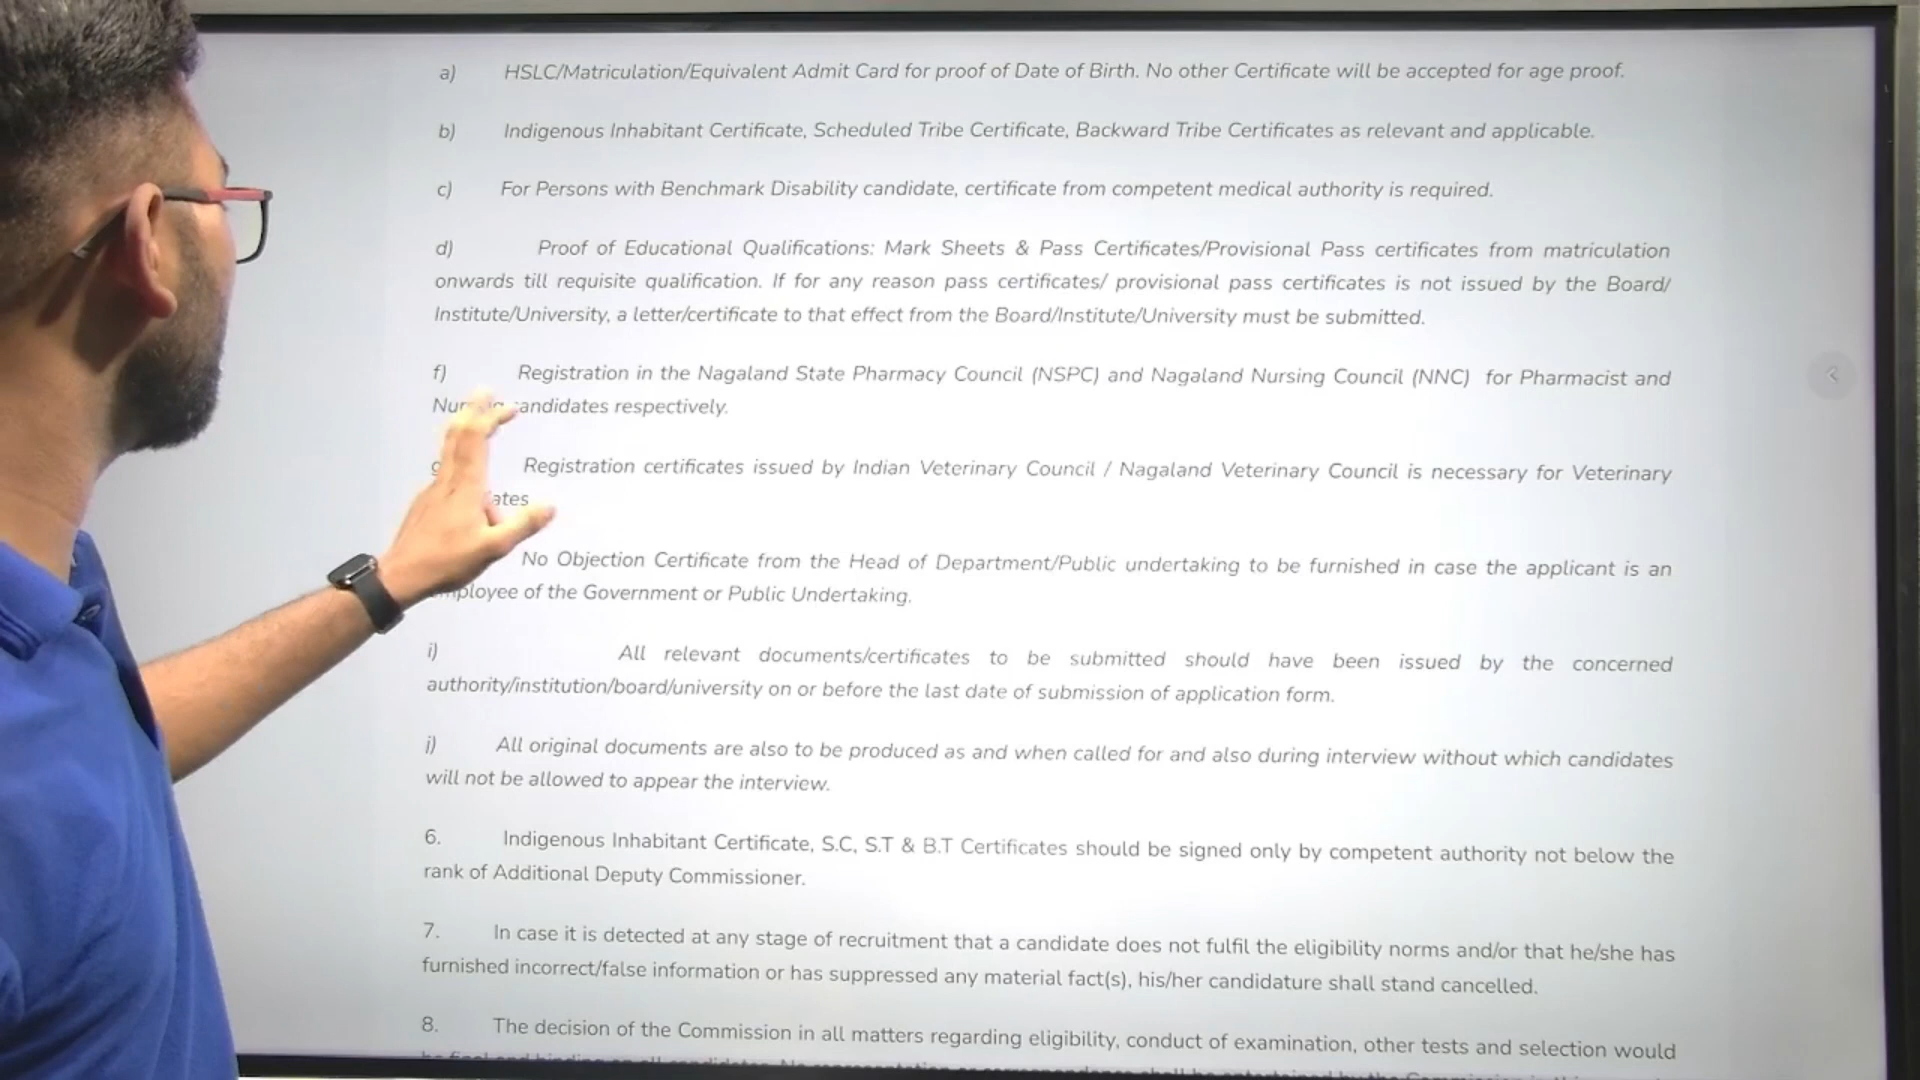 a) HSLC/Matriculation/Equivalent Admit Card for proof of Date of Birth. No other Certificate will be accepted for age proof.
b) Indigenous Inhabitant Certificate, Scheduled Tribe Certificate, Backward Tribe Certificates as relevant and applicable.
c) For Persons with Benchmark Disability candidate, certificate from competent medical authority is required.
d) Proof of Educational Qualifications: Mark Sheets & Pass Certificates/Provisional Pass certificates from matriculation
onwards till requisite qualification. If for any reason pass certificates/ provisional pass certificates is not issued by the Board/
Institute/University, a letter/certificate to that effect from the Board/Institute/University must be submitted.
f) Registration in the Nagaland State Pharmacy Council (NSPC) and Nagaland Nursing Council (NNC) for Pharmacist and
respectively.
Registration certificates issued by Indian Veterinary Council / Nagaland Veterinary Council is necessary for Veterinary
No Objection Certificate from the Head of Department/Public undertaking to be furnished in case the applicant is an
of the Government or Public Undertaking.
i) All relevant documents/certificates to be submitted should have been issued by the concerned
authority/institution/board/university on or before the last date of submission of application form.
j) All original documents are also to be produced as and when called for and also during interview without which candidates
will not be allowed to appear the interview.
6. Indigenous Inhabitant Certificate, S.C, S.T & B.T Certificates should be signed only by competent authority not below the
rank of Additional Deputy Commissioner.
7. In case it is detected at any stage of recruitment that a candidate does not fulfil the eligibility norms and/or that he/she has
furnished incorrect/false information or has suppressed any material fact(s), his/her candidature shall stand cancelled.
8. The decision of the Commission in all matters regarding eligibility, conduct of examination, other tests and selection would